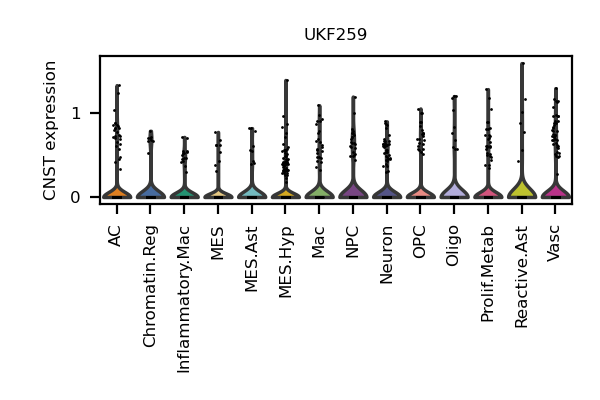 UKF259
CNST expression
1
0
AC
Chromatin.Reg
Inflammatory.Mac
MES
MES.Ast
MES.Hyp
Mac
NPC
Neuron
OPC
Oligo
Prolif.Metab
Reactive.Ast
Vasc